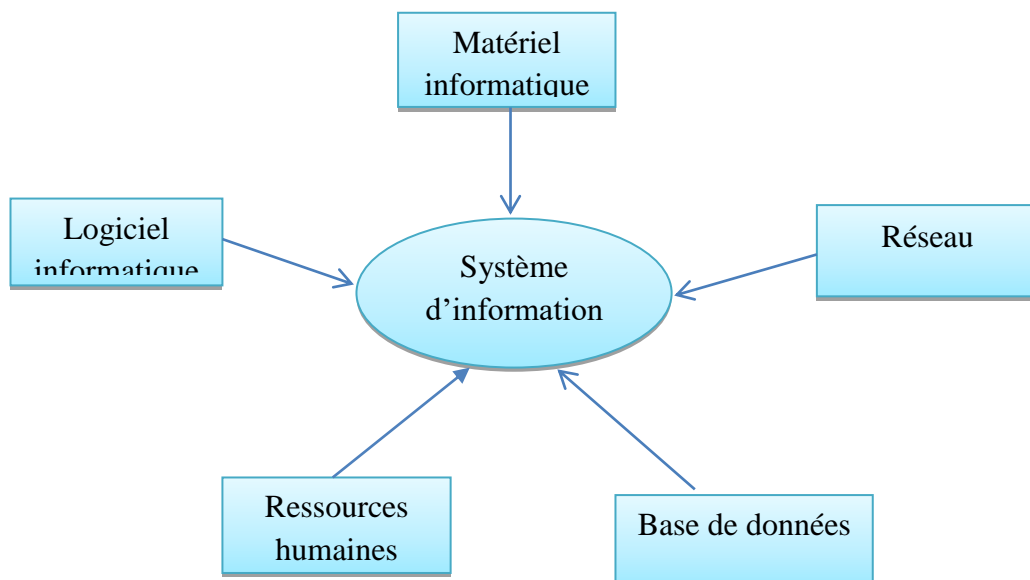 Matériel
informatique
Logiciel
informatique
Réseau
Système
d'information
Ressources
humaines
Base de données